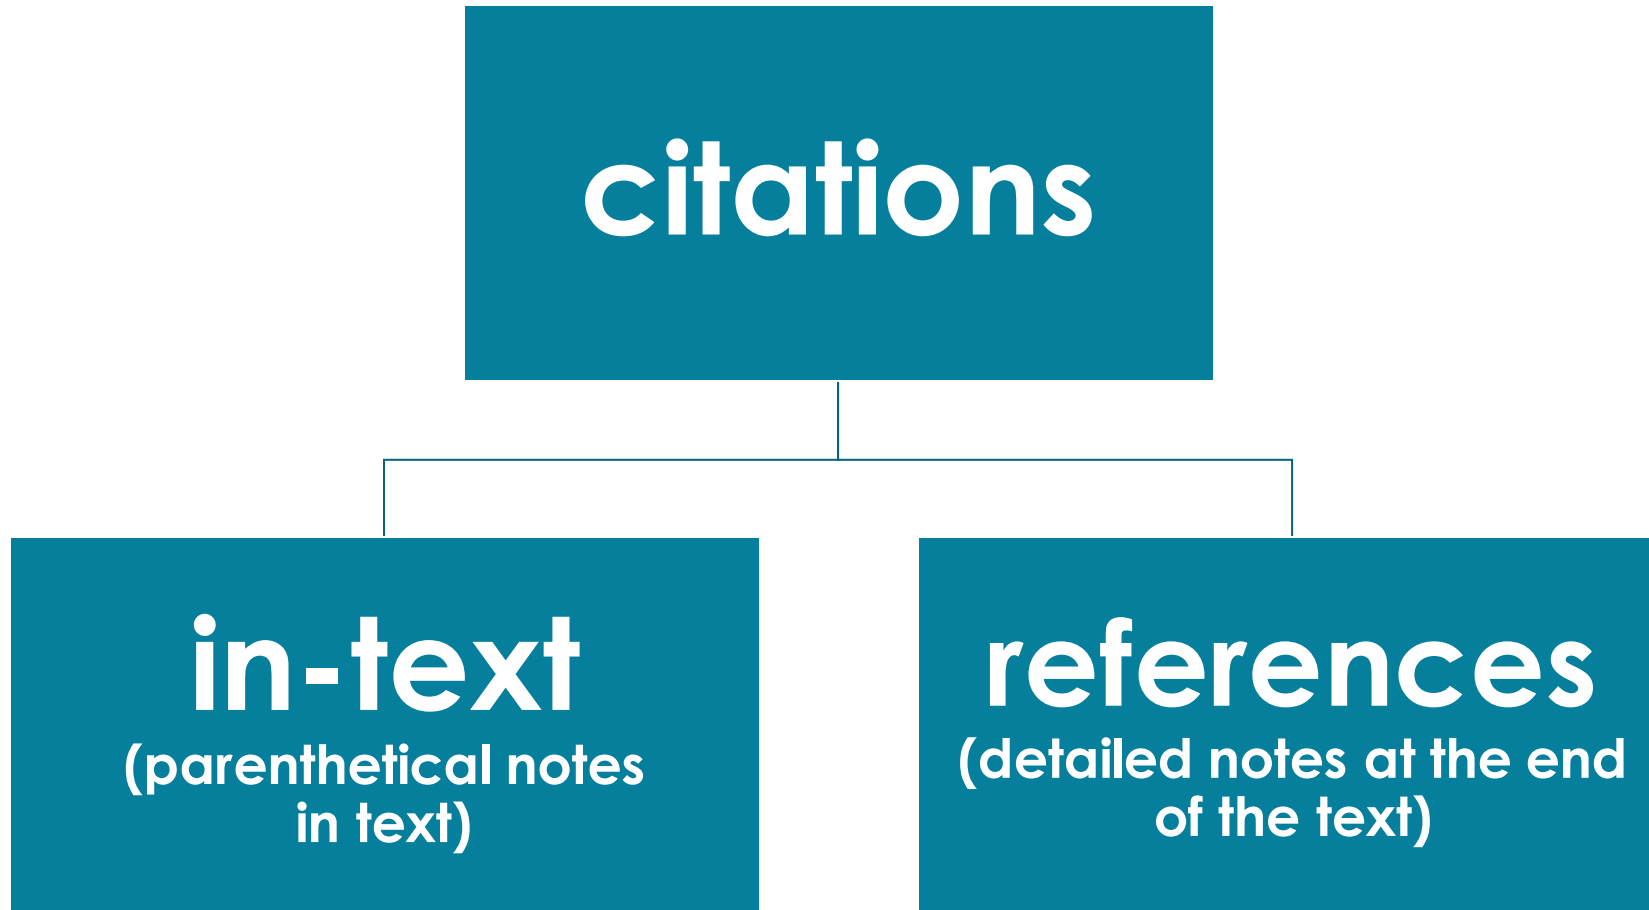 citations
in-text
(parenthetical notes
in text)
references
(detailed notes at the end
of the text)